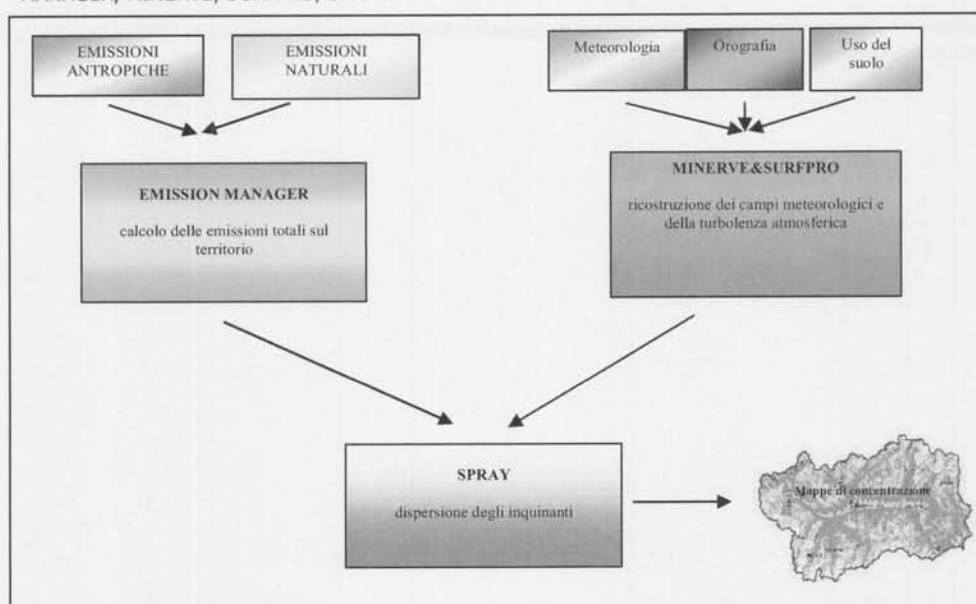 EMISSIONI
ANTROPICHE
EMISSIONI
NATURALI
Meteorologia
Orografia
Uso del
suolo
EMISSION MANAGER
calcolo delle emissioni totali sul
territorio
MINERVE&SURFPRO
ricostruzione dei campi meteorologici e
della turbolenza atmosferica
SPRAY
dispersione degli inquinanti
Mappe di concentrazione